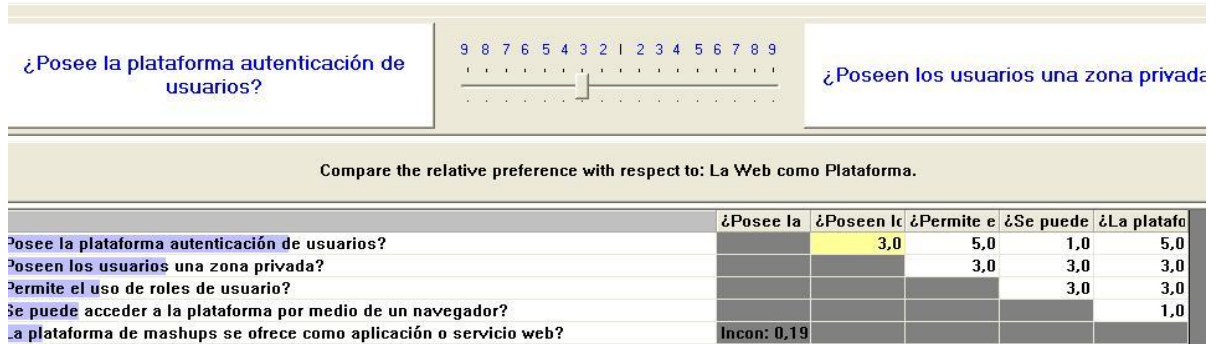 ¿Posee la plataforma autenticación de
usuarios?
9 8 7 6 5 4 3 2 | 2 3 4 5 6 7 8 9
¿Poseen los usuarios una zona privada
Compare the relative preference with respect to: La Web como Plataforma.
¿Posee la ¿Poseen lc ¿Permite e ¿Se puede ¿La platafo
Posee la plataforma autenticación de usuarios? 3,0 5,0 1,0 5,0
Poseen los usuarios una zona privada? 3,0 3,0 3,0
Permite el uso de roles de usuario? 3,0 3,0
Se puede acceder a la plataforma por medio de un navegador? 1,0
La plataforma de mashups se ofrece como aplicación o servicio web? Incon: 0,19